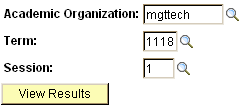 Academic Organization: mgttech
Term: 1118
Session: 1
View Results